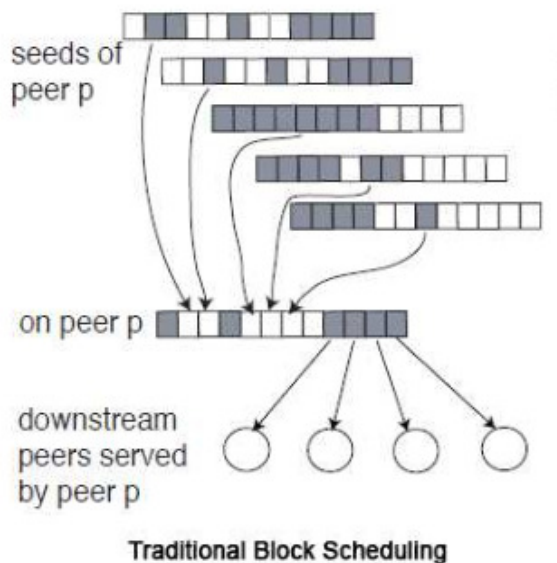 seeds of
peer p
on peer p
downstream
peers served
by peer p
Traditional Block Scheduling